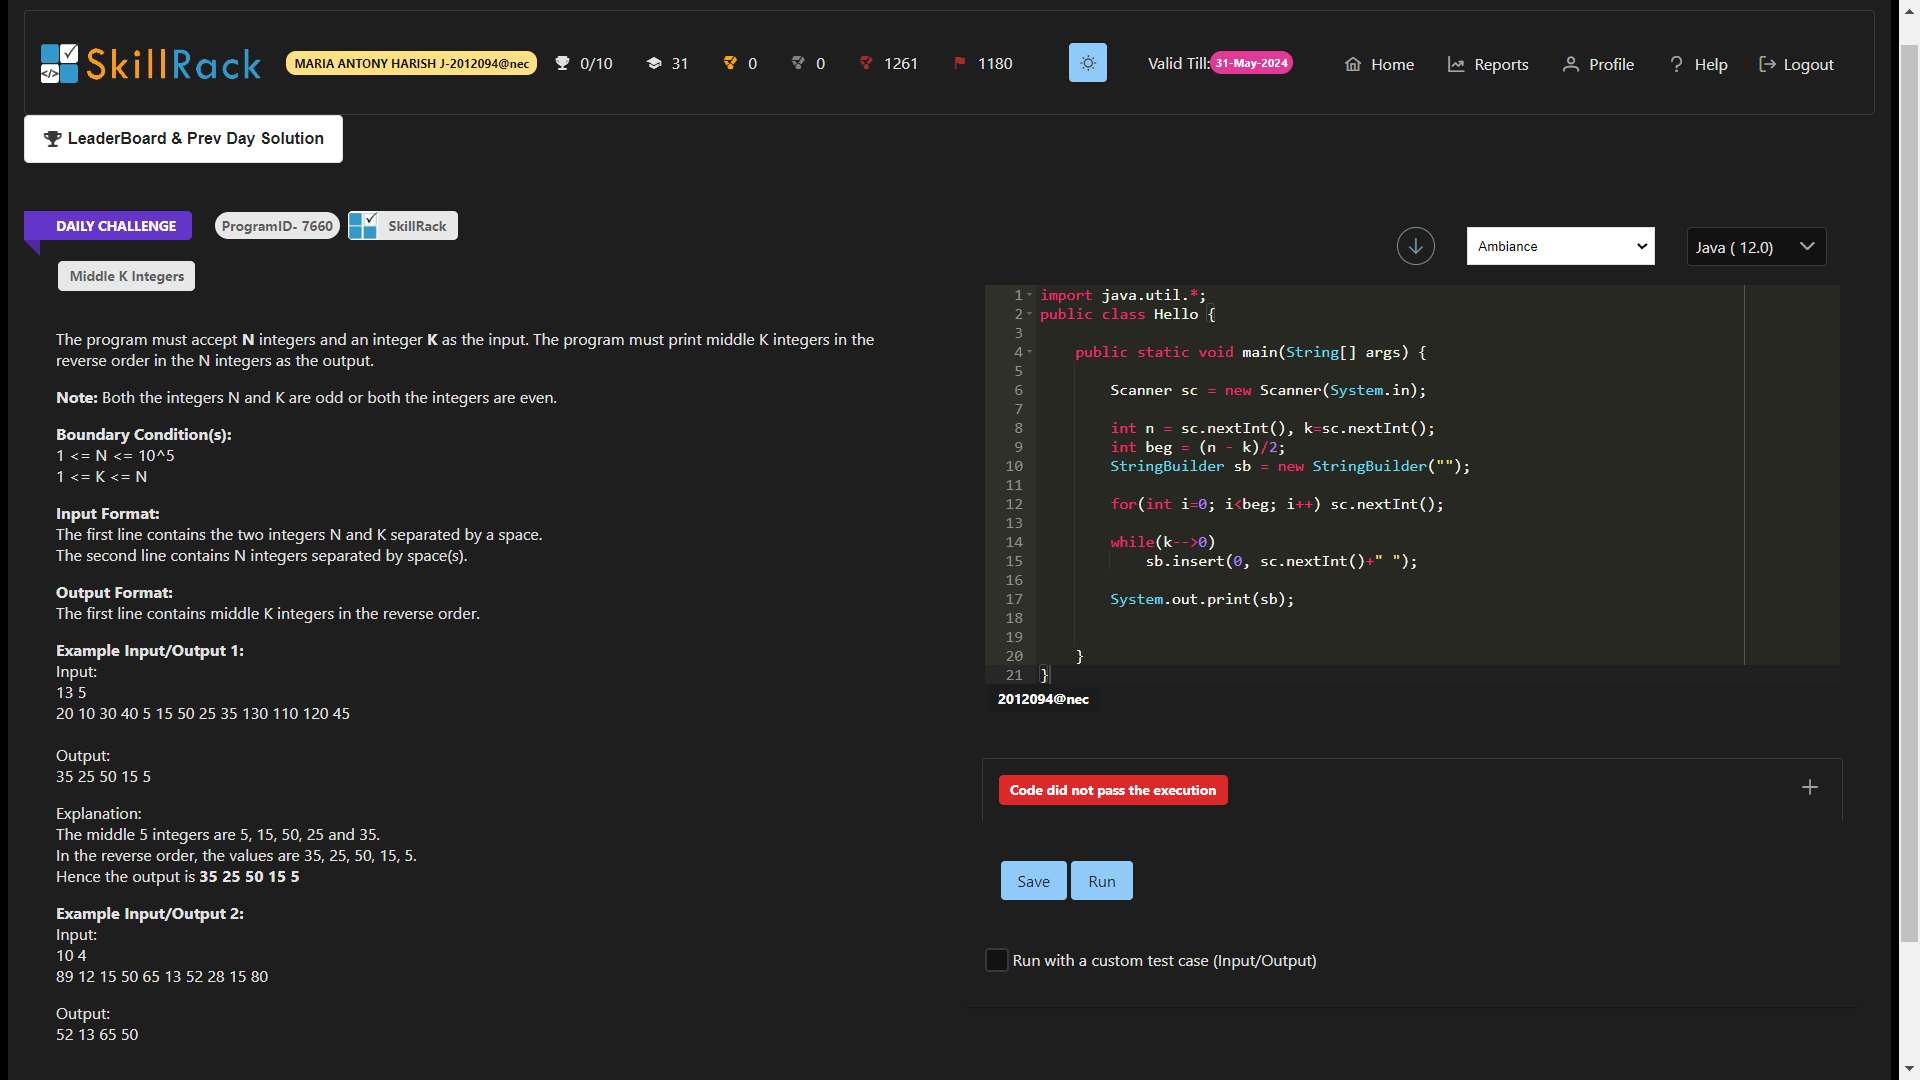 SkillRack
MARIA ANTONY HARISH J-2012094@nec
0/10
31
0
0
1261
1180
Valid Till: 31-May-2024
Home
Reports
Profile
Help
Logout
LeaderBoard & Prev Day Solution
DAILY CHALLENGE
ProgramID- 7660
SkillRack
Middle K Integers
The program must accept N integers and an integer K as the input. The program must print middle K integers in the
reverse order in the N integers as the output.
Note: Both the integers N and K are odd or both the integers are even.
Boundary Condition(s):
1 <= N <= 10^5
1 <= K <= N
Input Format:
The first line contains the two integers N and K separated by a space.
The second line contains N integers separated by space(s).
Output Format:
The first line contains middle K integers in the reverse order.
Example Input/Output 1:
Input:
13 5
20 10 30 40 5 15 50 25 35 130 110 120 45
Output:
35 25 50 15 5
Explanation:
The middle 5 integers are 5, 15, 50, 25 and 35.
In the reverse order, the values are 35, 25, 50, 15, 5.
Hence the output is 35 25 50 15 5
Example Input/Output 2:
Input:
10 4
89 12 15 50 65 13 52 28 15 80
Output:
52 13 65 50
Ambiance
Java ( 12.0)
1 import java.util.*;
2 public class Hello {
3
4     public static void main(String[] args) {
5
6         Scanner sc = new Scanner(System.in);
7
8         int n = sc.nextInt(), k=sc.nextInt();
9         int beg = (n - k)/2;
10         StringBuilder sb = new StringBuilder("");
11
12         for(int i=0; i<beg; i++) sc.nextInt();
13
14         while(k-->0)
15             sb.insert(0, sc.nextInt()+" ");
16
17         System.out.print(sb);
18
19
20     }
21 }
2012094@nec
Code did not pass the execution
Save
Run
Run with a custom test case (Input/Output)